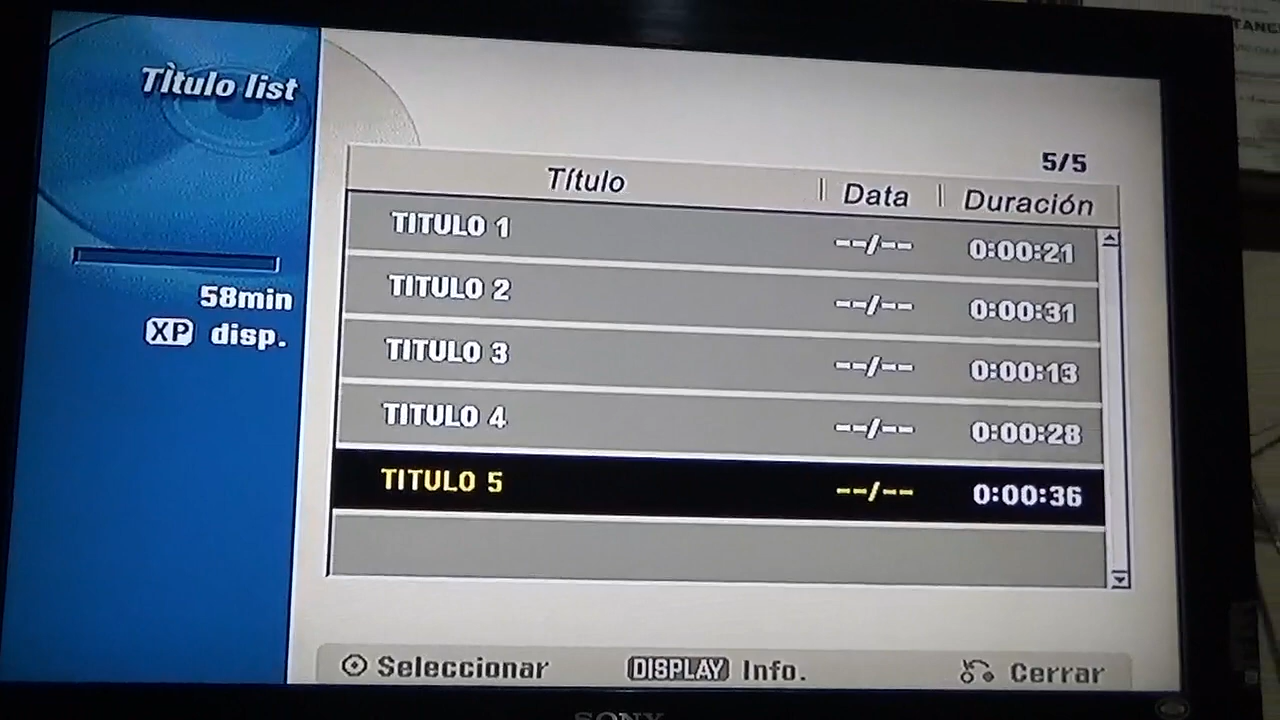 TÌtulo list
58min
XP disp.
5/5
Título | Data | Duración
TITULO 1 --/-- 0:00:21
TITULO 2 --/-- 0:00:31
TITULO 3 --/-- 0:00:13
TITULO 4 --/-- 0:00:28
TITULO 5 --/-- 0:00:36
Seleccionar DISPLAY Info. Cerrar
SONY